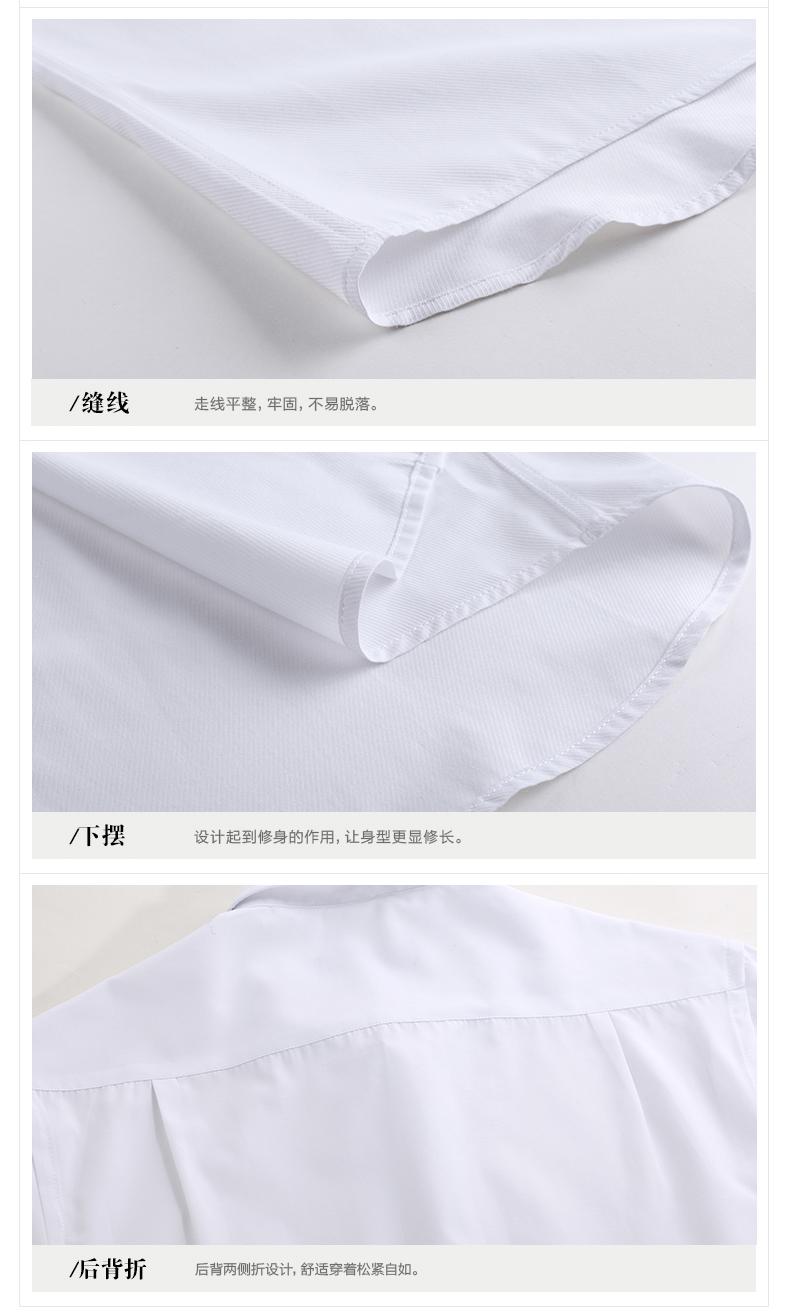 /缝线
走线平整, 牢固, 不易脱落。
/下摆
设计起到修身的作用, 让身型更显修长。
/后背折
后背两侧折设计, 舒适穿着松紧自如。